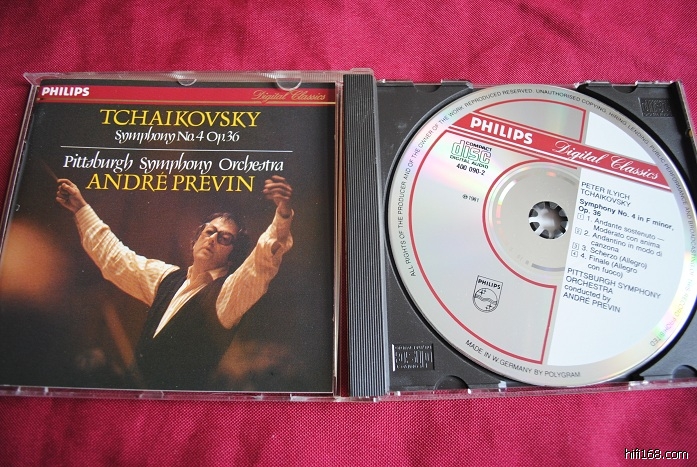 PHILIPS
Digital Classics
TCHAIKOVSKY
Symphony No. 4 Op. 36
Pittsburgh Symphony Orchestra
ANDRÉ PREVIN
ALL RIGHTS OF THE PRODUCER AND OF THE OWNER OF THE WORK REPRODUCED RESERVED. UNAUTHORISED COPYING, HIRING
PHILIPS
Digital Classics
COMPACT
disc
DIGITAL AUDIO
400 090-2
℗ 1981
PETER ILYICH
TCHAIKOVSKY
Symphony No. 4 in F minor,
Op. 36
1. Andante sostenuto —
Moderato con anima
2. Andantino in modo di
canzona
3. Scherzo (Allegro)
4. Finale (Allegro
con fuoco)
PITTSBURGH SYMPHONY
ORCHESTRA
conducted by
ANDRÉ PREVIN
PHILIPS
MADE IN W. GERMANY BY POLYGRAM
hifi168.com